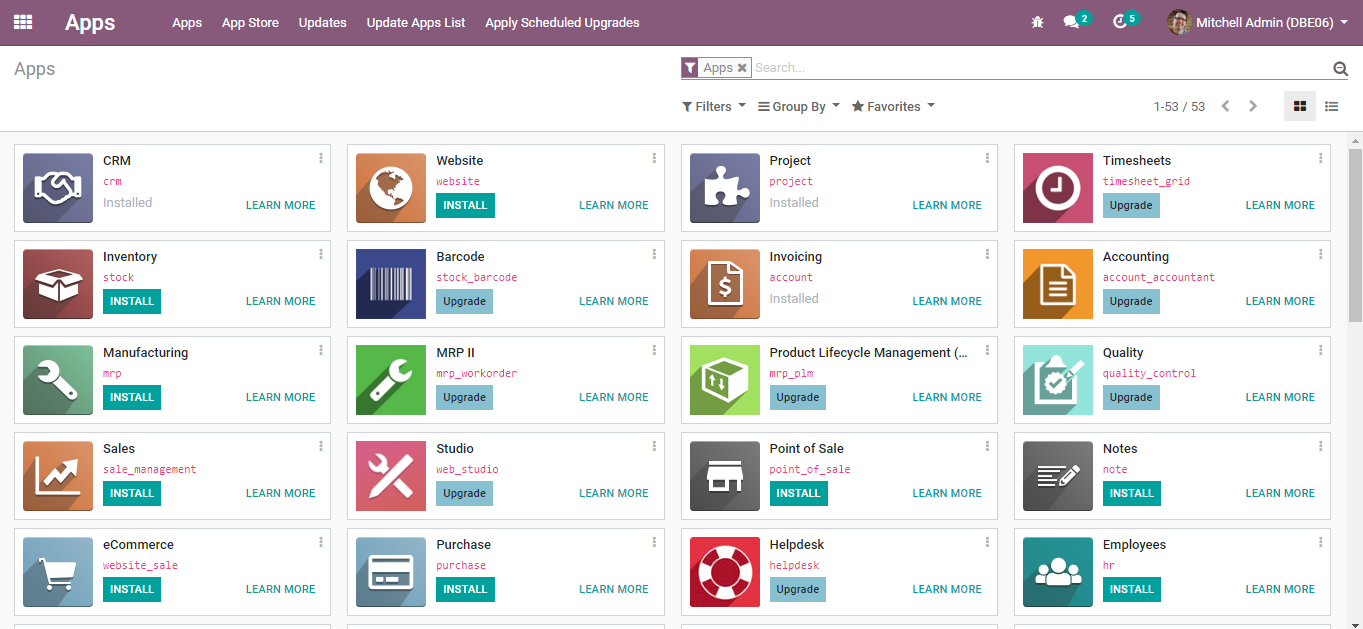 Apps Apps App Store Updates Update Apps List Apply Scheduled Upgrades 2 5 Mitchell Admin (DBE06)
Apps Apps Search...
Filters Group By Favorites 1-53 / 53
CRM Website Project Timesheets
crm website project timesheet_grid
Installed INSTALL Installed Upgrade
LEARN MORE LEARN MORE LEARN MORE LEARN MORE
Inventory Barcode Invoicing Accounting
stock stock_barcode account account_accountant
INSTALL Upgrade Installed Upgrade
LEARN MORE LEARN MORE LEARN MORE LEARN MORE
Manufacturing MRP II Product Lifecycle Management (... Quality
mrp mrp_workorder mrp_plm quality_control
INSTALL Upgrade Upgrade Upgrade
LEARN MORE LEARN MORE LEARN MORE LEARN MORE
Sales Studio Point of Sale Notes
sale_management web_studio point_of_sale note
INSTALL Upgrade INSTALL INSTALL
LEARN MORE LEARN MORE LEARN MORE LEARN MORE
eCommerce Purchase Helpdesk Employees
website_sale purchase helpdesk hr
INSTALL INSTALL Upgrade INSTALL
LEARN MORE LEARN MORE LEARN MORE LEARN MORE